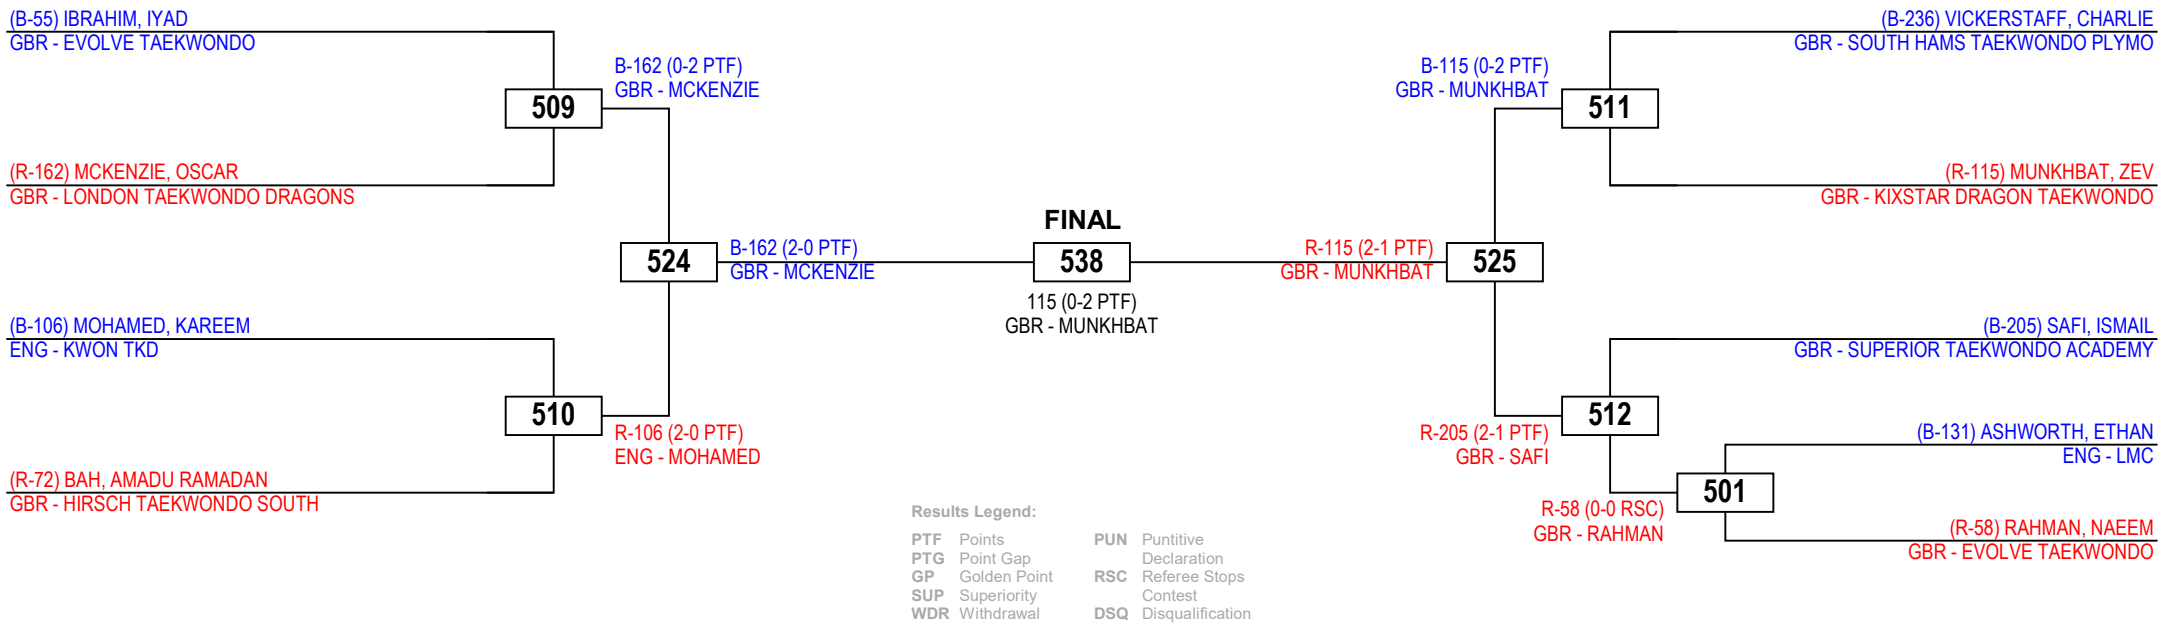 (B-55) IBRAHIM, IYAD
GBR - EVOLVE TAEKWONDO
B-162 (0-2 PTF)
GBR - MCKENZIE
509
(R-162) MCKENZIE, OSCAR
GBR - LONDON TAEKWONDO DRAGONS
524
B-162 (2-0 PTF)
GBR - MCKENZIE
(B-106) MOHAMED, KAREEM
ENG - KWON TKD
510
R-106 (2-0 PTF)
ENG - MOHAMED
(R-72) BAH, AMADU RAMADAN
GBR - HIRSCH TAEKWONDO SOUTH
FINAL
538
115 (0-2 PTF)
GBR - MUNKHBAT
(B-236) VICKERSTAFF, CHARLIE
GBR - SOUTH HAMS TAEKWONDO PLYMO
B-115 (0-2 PTF)
GBR - MUNKHBAT
511
(R-115) MUNKHBAT, ZEV
GBR - KIXSTAR DRAGON TAEKWONDO
R-115 (2-1 PTF)
GBR - MUNKHBAT
525
(B-205) SAFI, ISMAIL
GBR - SUPERIOR TAEKWONDO ACADEMY
512
R-205 (2-1 PTF)
GBR - SAFI
(B-131) ASHWORTH, ETHAN
ENG - LMC
501
R-58 (0-0 RSC)
GBR - RAHMAN
(R-58) RAHMAN, NAEEM
GBR - EVOLVE TAEKWONDO
Results Legend:
PTF Points
PTG Point Gap
GP Golden Point
SUP Superiority
WDR Withdrawal
PUN Puntitive
Declaration
RSC Referee Stops
Contest
DSQ Disqualification